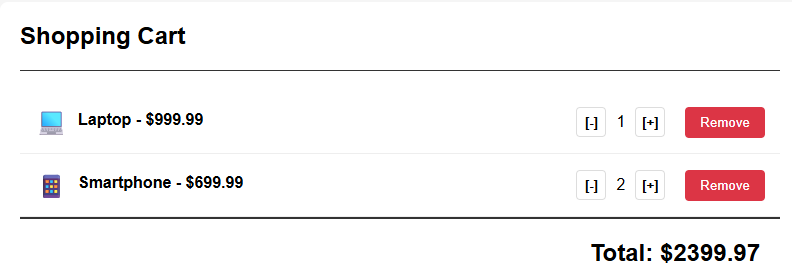 Shopping Cart
Laptop - $999.99 [-] 1 [+] Remove
Smartphone - $699.99 [-] 2 [+] Remove
Total: $2399.97